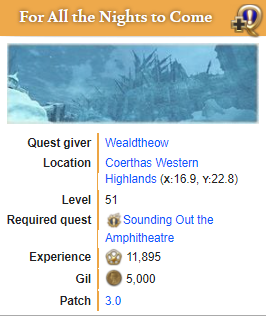 For All the Nights to Come
Quest giver Wealdtheow
Location Coerthas Western
Highlands (X:16.9, Y:22.8)
Level 51
Required quest Sounding Out the
Amphitheatre
Experience 11,895
Gil 5,000
Patch 3.0